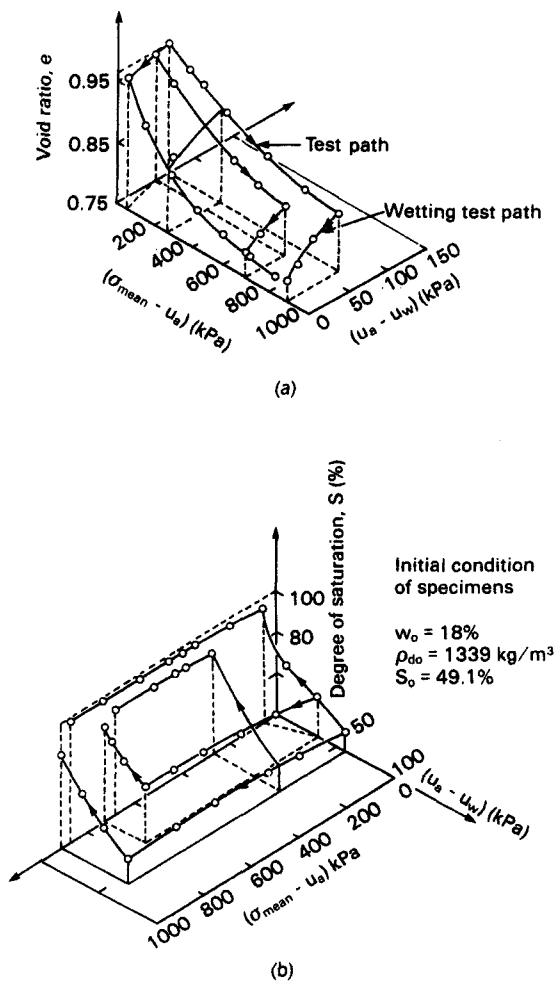 Void ratio, e
0.95
0.85
0.75
Test path
Wetting test path
200
400
600
800
1000
0
50
100
150
(σmean - ua) (kPa)
(ua - uw) (kPa)
(a)
Degree of saturation, S (%)
100
80
Initial condition
of specimens
wo = 18%
ρdo = 1339 kg/m³
So = 49.1%
50
100
0
(ua - uw) (kPa)
200
400
600
800
1000
(σmean - ua) kPa
(b)